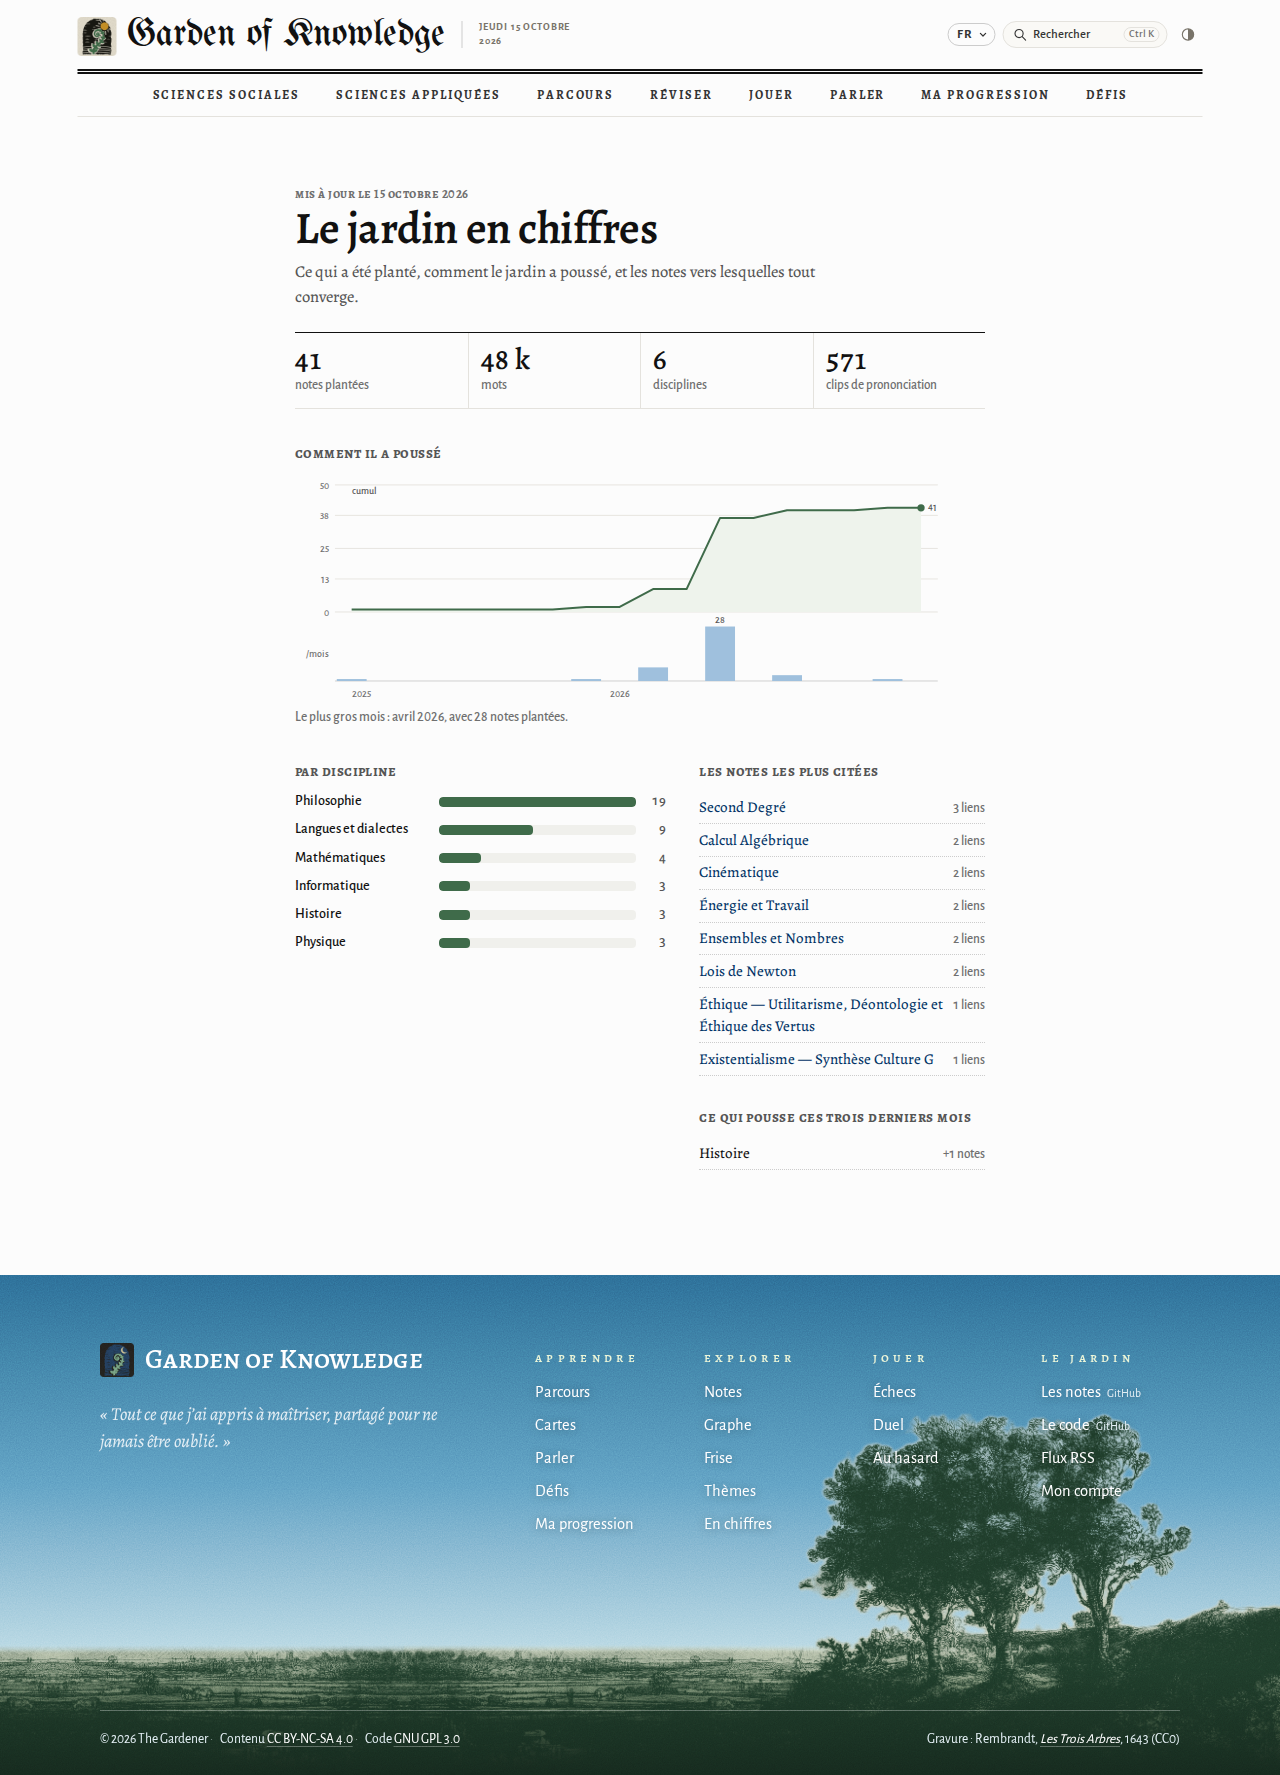 Garden of Knowledge
JEUDI 15 OCTOBRE
2026
FR
Rechercher
Ctrl K
SCIENCES SOCIALES
SCIENCES APPLIQUÉES
PARCOURS
RÉVISER
JOUER
PARLER
MA PROGRESSION
DÉFIS
MIS À JOUR LE 15 OCTOBRE 2026
Le jardin en chiffres
Ce qui a été planté, comment le jardin a poussé, et les notes vers lesquelles tout
converge.
41
notes plantées
48 k
mots
6
disciplines
571
clips de prononciation
COMMENT IL A POUSSÉ
50
cumul
38
41
25
13
0
28
/mois
2025
2026
Le plus gros mois : avril 2026, avec 28 notes plantées.
PAR DISCIPLINE
Philosophie 19
Langues et dialectes 9
Mathématiques 4
Informatique 3
Histoire 3
Physique 3
LES NOTES LES PLUS CITÉES
Second Degré 3 liens
Calcul Algébrique 2 liens
Cinématique 2 liens
Énergie et Travail 2 liens
Ensembles et Nombres 2 liens
Lois de Newton 2 liens
Éthique — Utilitarisme, Déontologie et 1 liens
Éthique des Vertus
Existentialisme — Synthèse Culture G 1 liens
CE QUI POUSSE CES TROIS DERNIERS MOIS
Histoire +1 notes
GARDEN OF KNOWLEDGE
« Tout ce que j'ai appris à maîtriser, partagé pour ne
jamais être oublié. »
APPRENDRE
Parcours
Cartes
Parler
Défis
Ma progression
EXPLORER
Notes
Graphe
Frise
Thèmes
En chiffres
JOUER
Échecs
Duel
Au hasard
LE JARDIN
Les notes GitHub
Le code GitHub
Flux RSS
Mon compte
© 2026 The Gardener · Contenu CC BY-NC-SA 4.0 · Code GNU GPL 3.0
Gravure : Rembrandt, Les Trois Arbres, 1643 (CC0)